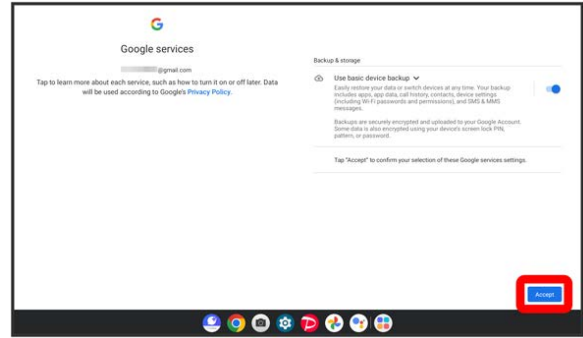 Google services
@gmail.com
Tap to learn more about each service, such as how to turn it on or off later. Data
will be used according to Google's Privacy Policy.
Backup & storage
Use basic device backup
Easily restore your data or switch devices at any time. Your backup
includes apps, app data, call history, contacts, device settings
(including Wi-Fi passwords and permissions), and SMS & MMS
messages.
Backups are securely encrypted and uploaded to your Google Account.
Some data is also encrypted using your device's screen lock PIN,
pattern, or password.
Tap "Accept" to confirm your selection of these Google services settings.
Accept